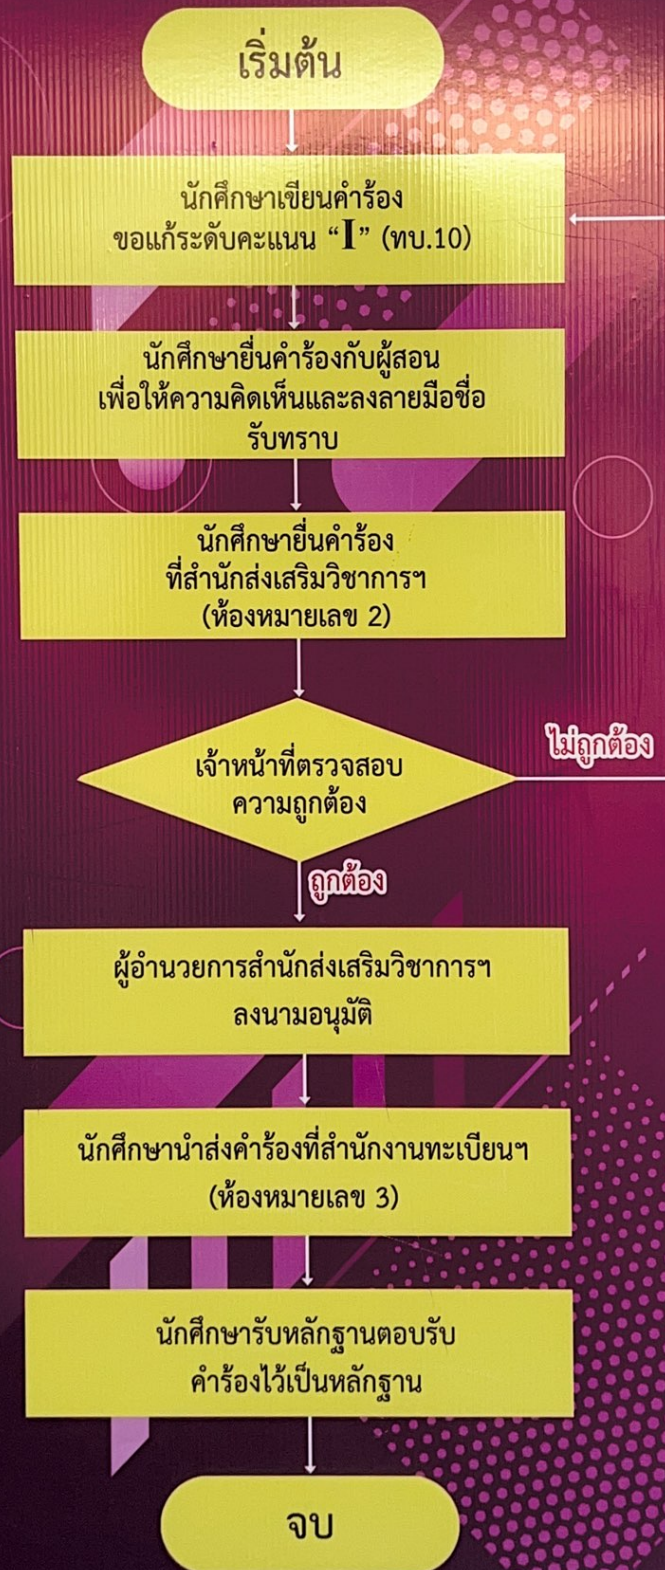 เริ่มต้น
นักศึกษาเขียนคำร้อง
ขอแก้ระดับคะแนน “I” (ทบ.10)
นักศึกษายื่นคำร้องกับผู้สอน
เพื่อให้ความคิดเห็นและลงลายมือชื่อ
รับทราบ
นักศึกษายื่นคำร้อง
ที่สำนักส่งเสริมวิชาการฯ
(ห้องหมายเลข 2)
เจ้าหน้าที่ตรวจสอบ
ความถูกต้อง
ไม่ถูกต้อง
ถูกต้อง
ผู้อำนวยการสำนักส่งเสริมวิชาการฯ
ลงนามอนุมัติ
นักศึกษานำส่งคำร้องที่สำนักงานทะเบียนฯ
(ห้องหมายเลข 3)
นักศึกษารับหลักฐานตอบรับ
คำร้องไว้เป็นหลักฐาน
จบ